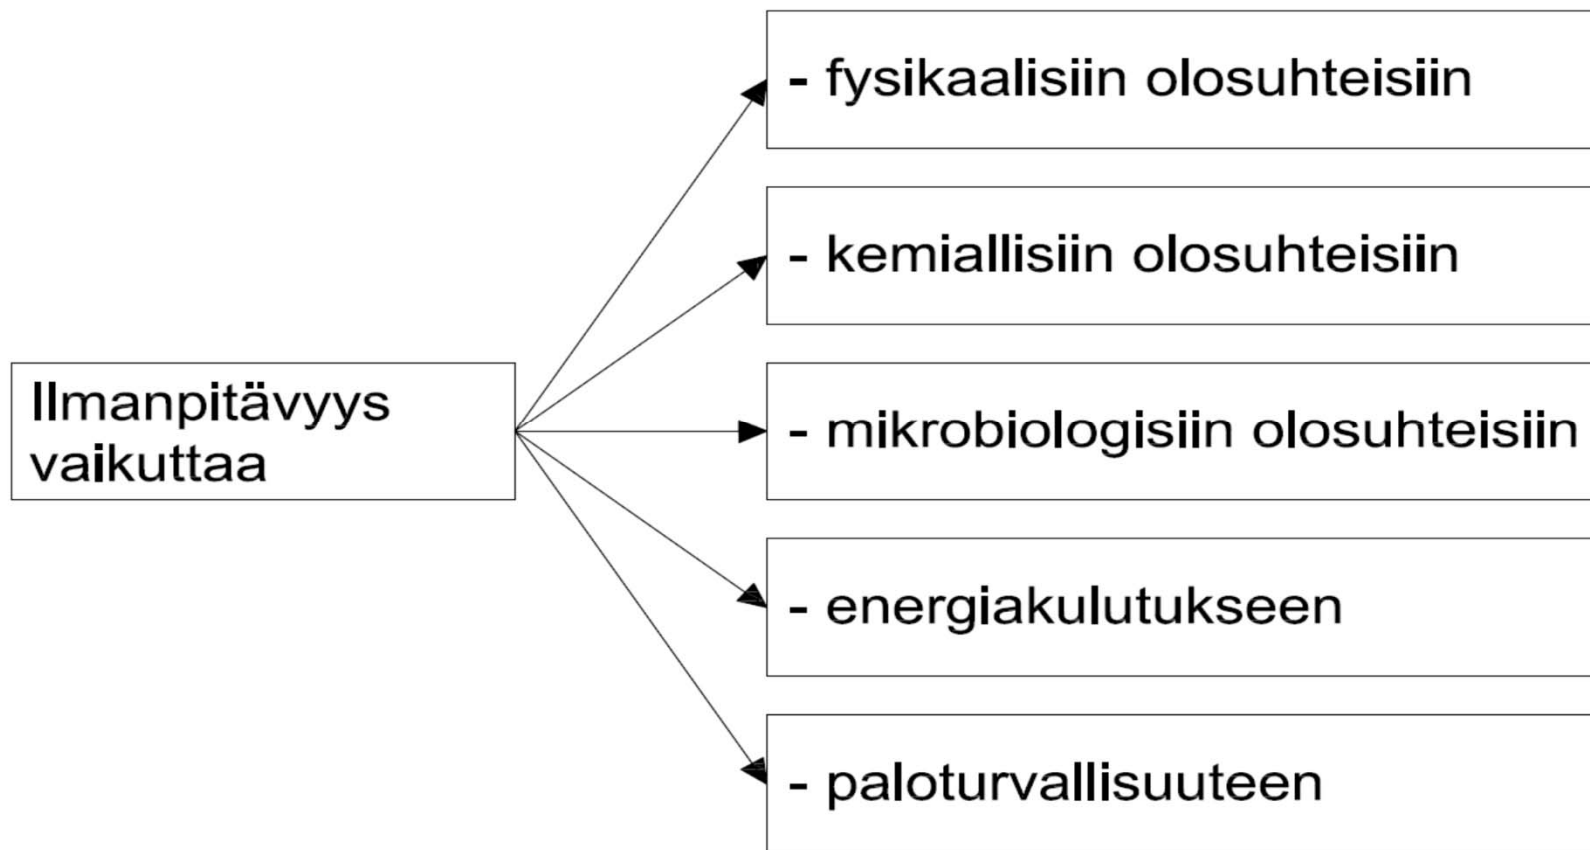 - fysikaalisiin olosuhteisiin
- kemiallisiin olosuhteisiin
Ilmanpitävyys
vaikuttaa
- mikrobiologisiin olosuhteisiin
- energiakulutukseen
- paloturvallisuuteen